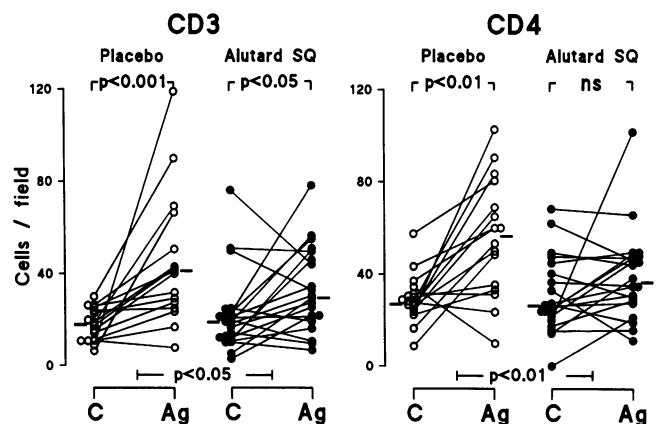 CD3 CD4
Placebo Alutard SQ Placebo Alutard SQ
p<0.001 p<0.05 p<0.01 ns
120 120
80 80
Cells / field
40 40
0 0
p<0.05 p<0.01
C Ag C Ag C Ag C Ag